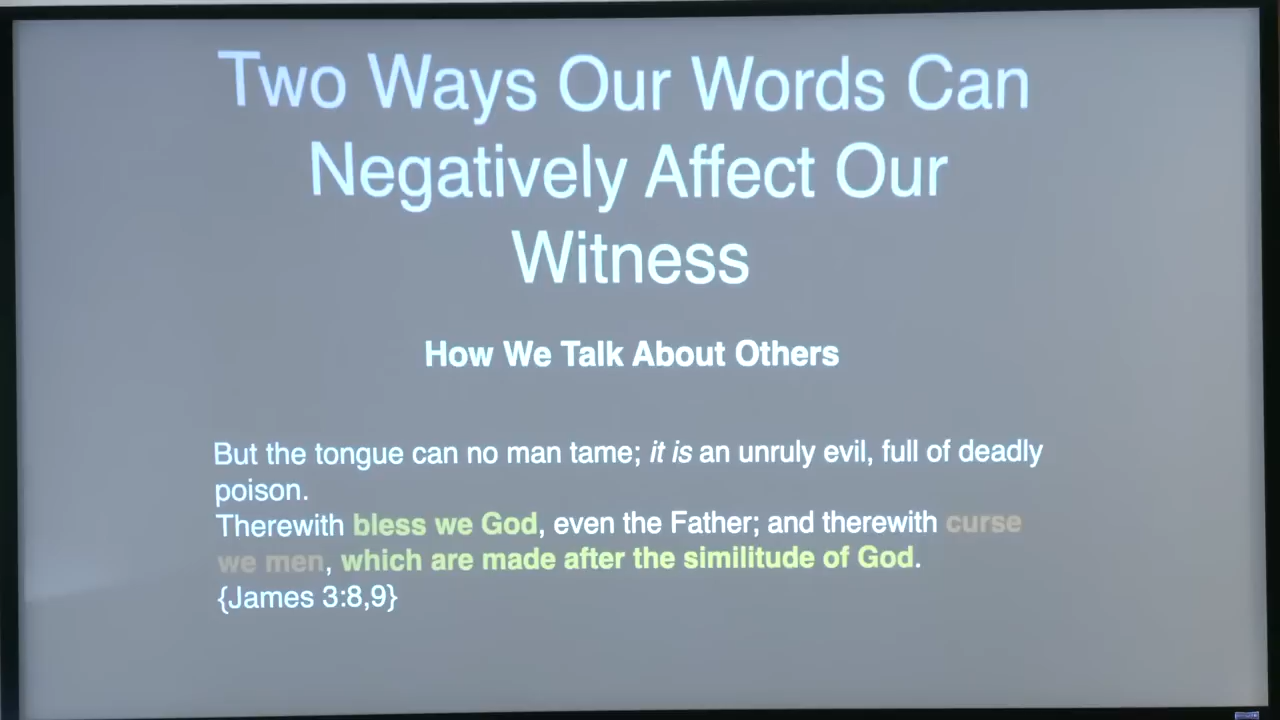 Two Ways Our Words Can
Negatively Affect Our
Witness
How We Talk About Others
But the tongue can no man tame; it is an unruly evil, full of deadly
poison.
Therewith bless we God, even the Father; and therewith curse
we men, which are made after the similitude of God.
{James 3:8,9}